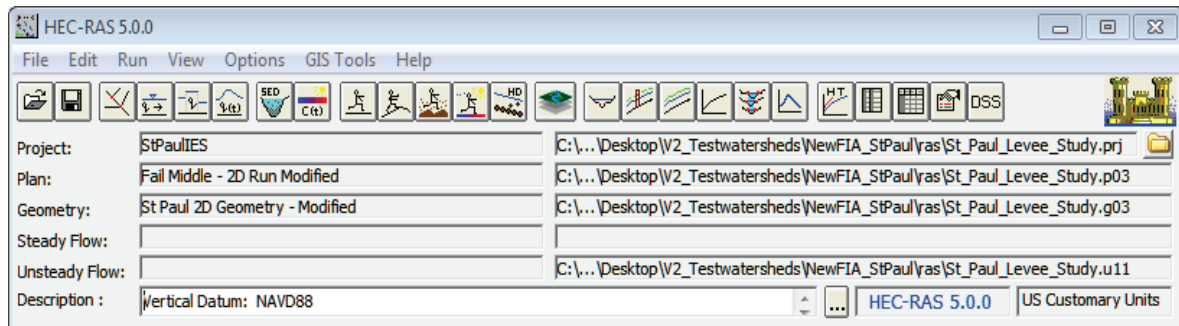 HEC-RAS 5.0.0
File Edit Run View Options GIS Tools Help
SED C(t) HD HT DSS
Project: StPaulIES C:\...\Desktop\V2_Testwatersheds\NewFIA_StPaul\ras\St_Paul_Levee_Study.prj
Plan: Fail Middle - 2D Run Modified C:\...\Desktop\V2_Testwatersheds\NewFIA_StPaul\ras\St_Paul_Levee_Study.p03
Geometry: St Paul 2D Geometry - Modified C:\...\Desktop\V2_Testwatersheds\NewFIA_StPaul\ras\St_Paul_Levee_Study.g03
Steady Flow:
Unsteady Flow: C:\...\Desktop\V2_Testwatersheds\NewFIA_StPaul\ras\St_Paul_Levee_Study.u11
Description : Vertical Datum: NAVD88 ... HEC-RAS 5.0.0 US Customary Units